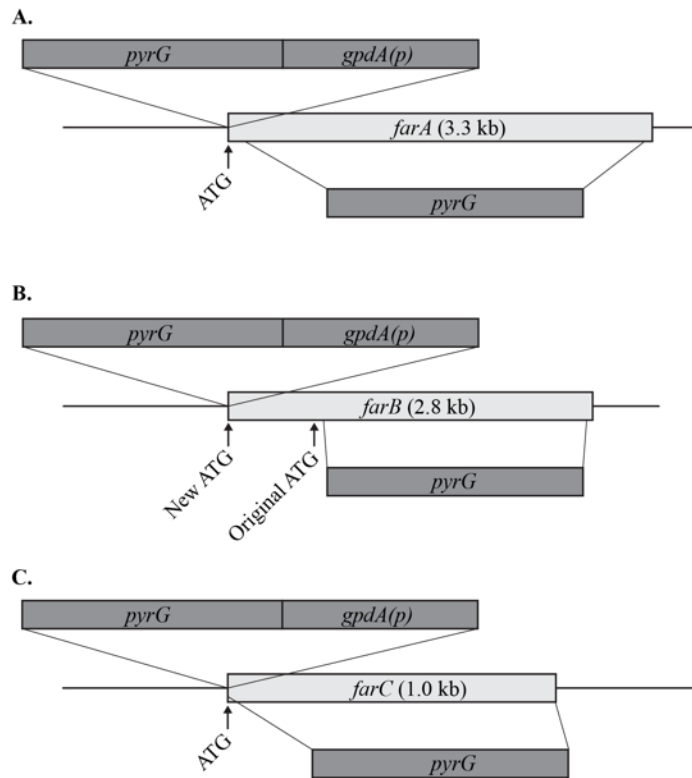 A.
pyrG gpdA(p)
farA (3.3 kb)
ATG
pyrG
B.
pyrG gpdA(p)
farB (2.8 kb)
New ATG
Original ATG
pyrG
C.
pyrG gpdA(p)
farC (1.0 kb)
ATG
pyrG